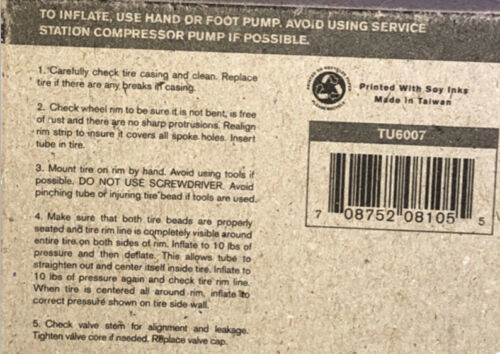 TO INFLATE, USE HAND OR FOOT PUMP. AVOID USING SERVICE
STATION COMPRESSOR PUMP IF POSSIBLE.
1. Carefully check tire casing and clean. Replace
tire if there are any breaks in casing.
2. Check wheel rim to be sure it is not bent, is free
of rust and there are no sharp protrusions. Realign
rim strip to insure it covers all spoke holes. Insert
tube in tire.
3. Mount tire on rim by hand. Avoid using tools if
possible. DO NOT USE SCREWDRIVER. Avoid
pinching tube or injuring tire bead if tools are used.
4. Make sure that both tire beads are properly
seated and tire rim line is completely visible around
entire tire on both sides of rim. Inflate to 10 lbs of
pressure and then deflate. This allows tube to
straighten out and center itself inside tire. Inflate to
10 lbs of pressure again and check tire rim line.
When tire is centered all around rim, inflate to
correct pressure shown on tire side wall.
5. Check valve stem for alignment and leakage.
Tighten valve core if needed. Replace valve cap.
Printed With Soy Inks
Made In Taiwan
TU6007
7 08752 08105 5